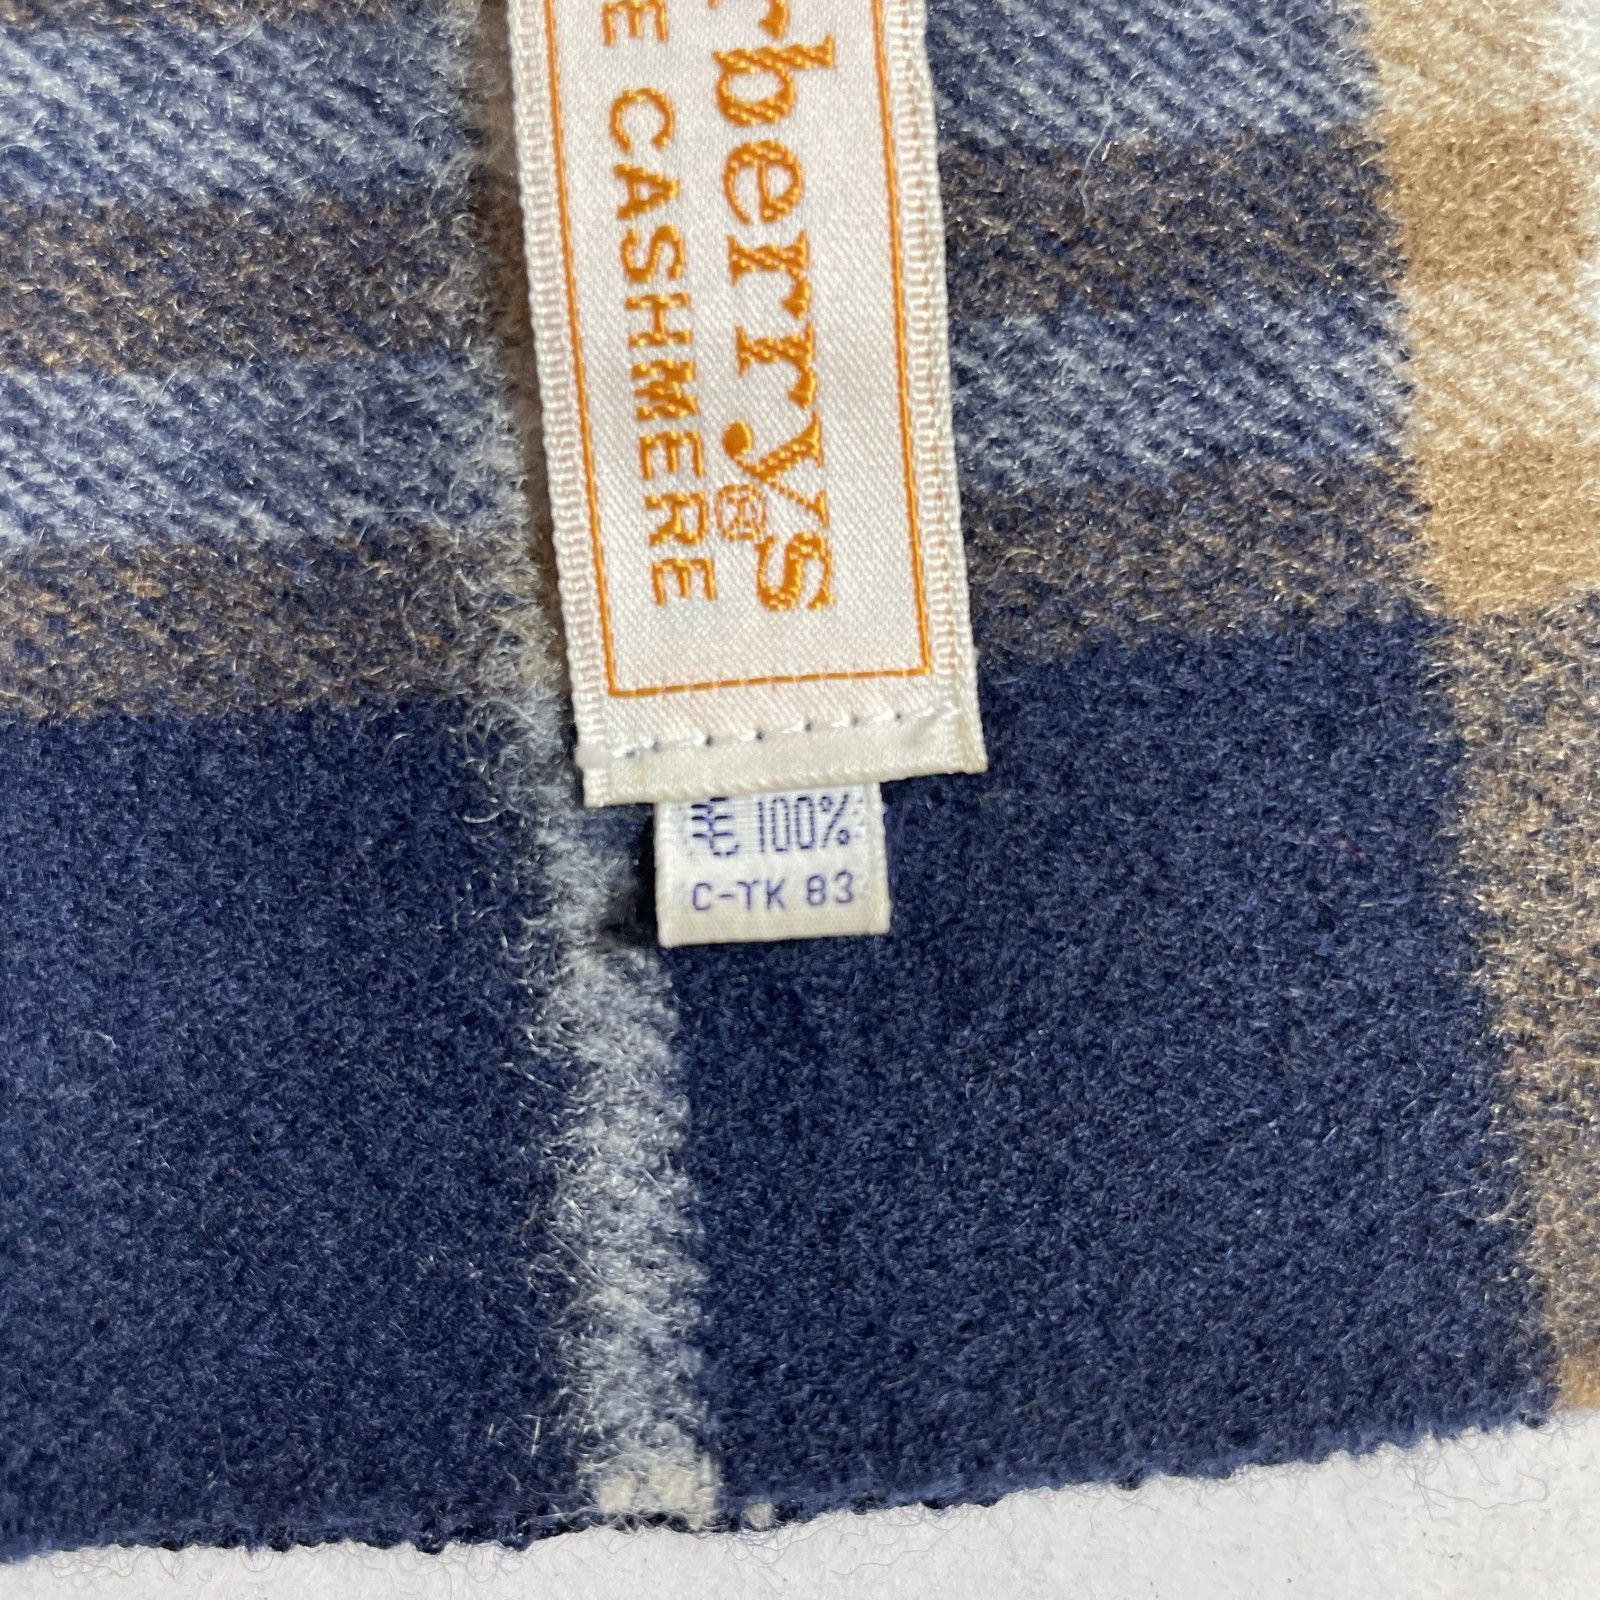 rberrys®
E CASHMERE
100%
C-TK 83